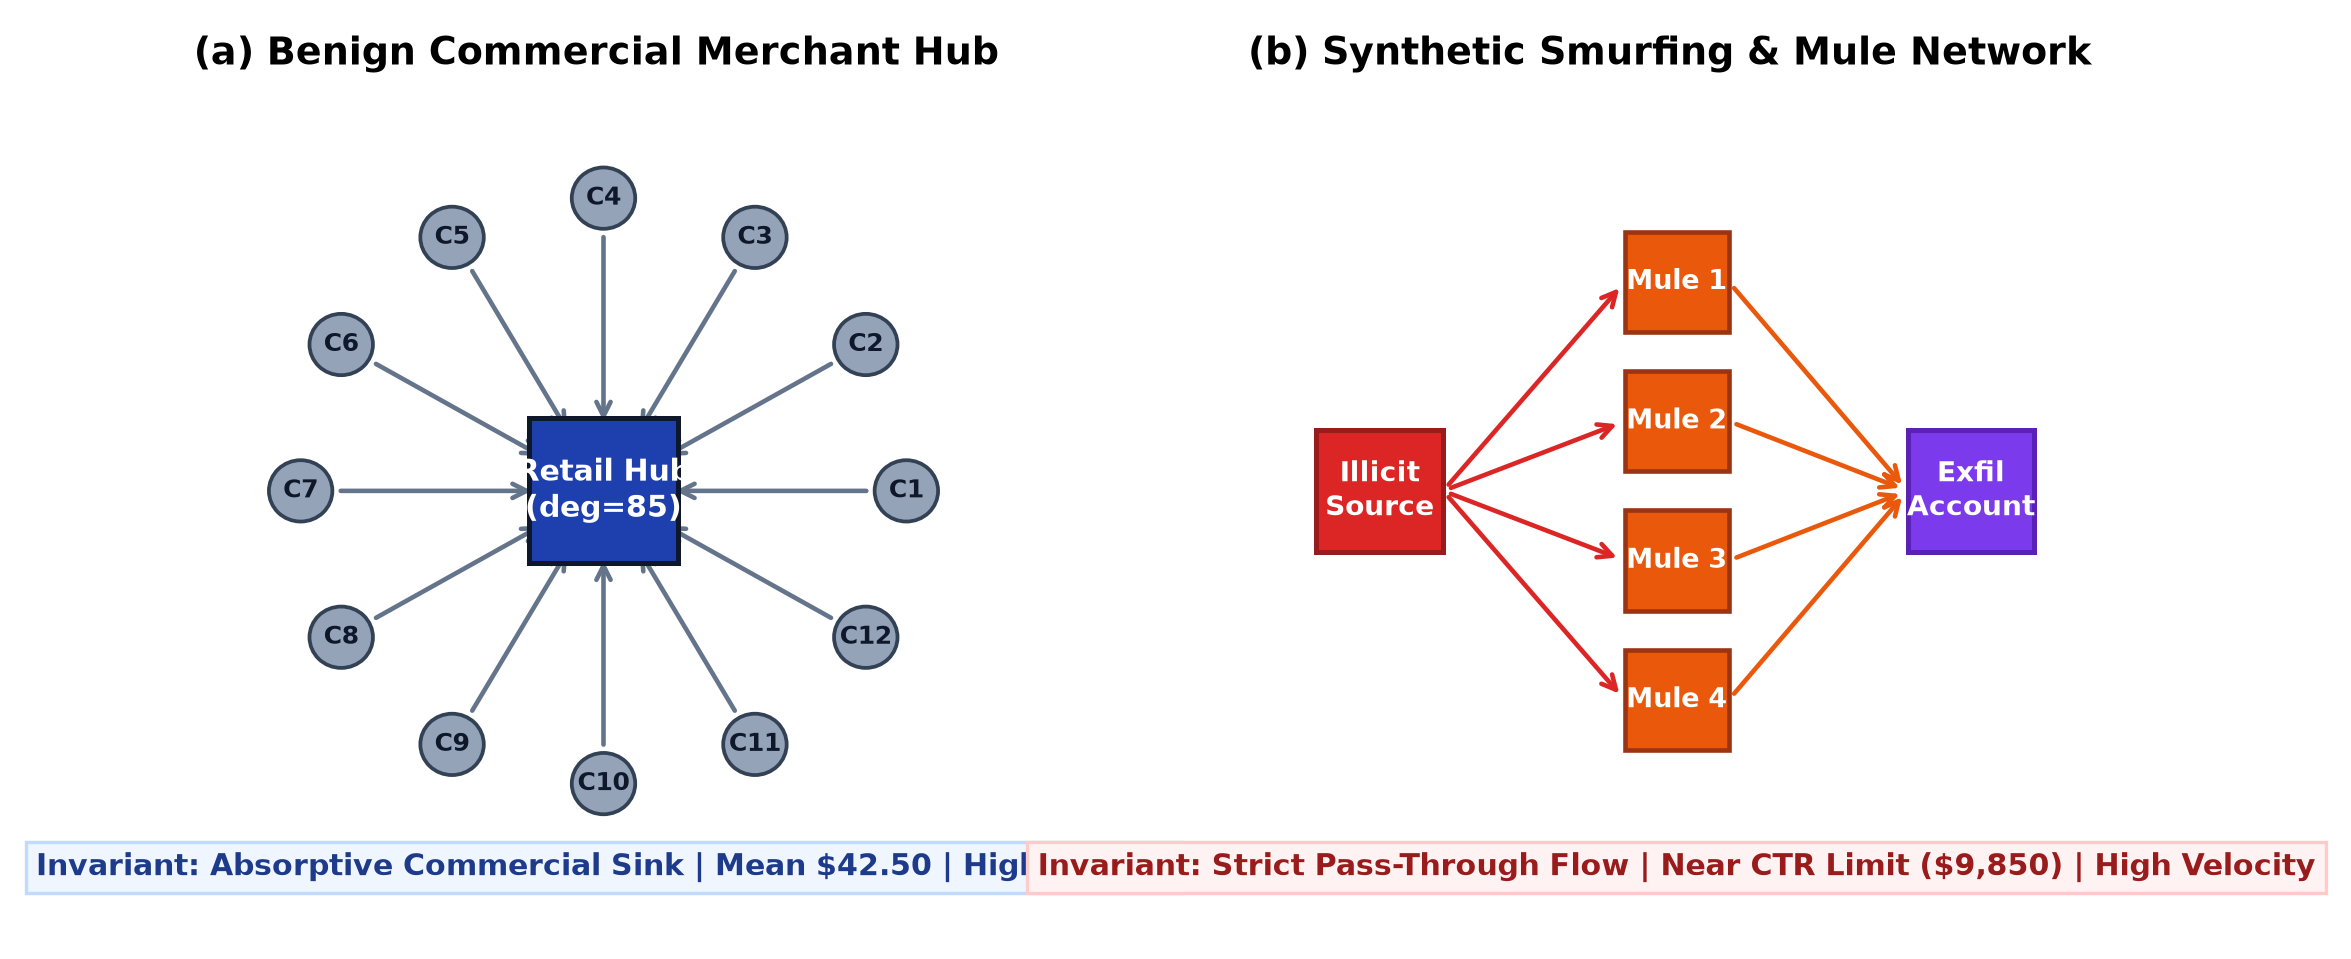 (a) Benign Commercial Merchant Hub
C4
C5
C3
C6
C2
C7
Retail Hub
(deg=85)
C1
C8
C12
C9
C11
C10
Invariant: Absorptive Commercial Sink | Mean $42.50 |
(b) Synthetic Smurfing & Mule Network
Mule 1
Mule 2
Illicit
Source
Exfil
Account
Mule 3
Mule 4
Invariant: Strict Pass-Through Flow | Near CTR Limit ($9,850) | High Velocity